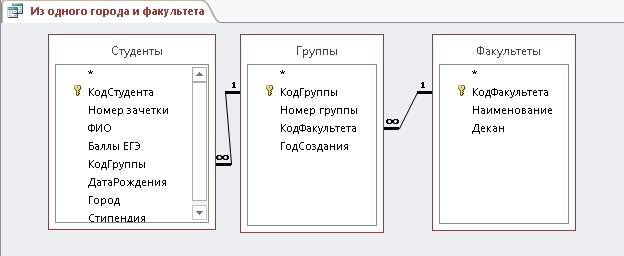 Из одного города и факультета
Студенты
*
КодСтудента
Номер зачетки
ФИО
Баллы ЕГЭ
КодГруппы
ДатаРождения
Город
Стипендия
1
∞
Группы
*
КодГруппы
Номер группы
КодФакультета
ГодСоздания
1
∞
Факультеты
*
КодФакультета
Наименование
Декан